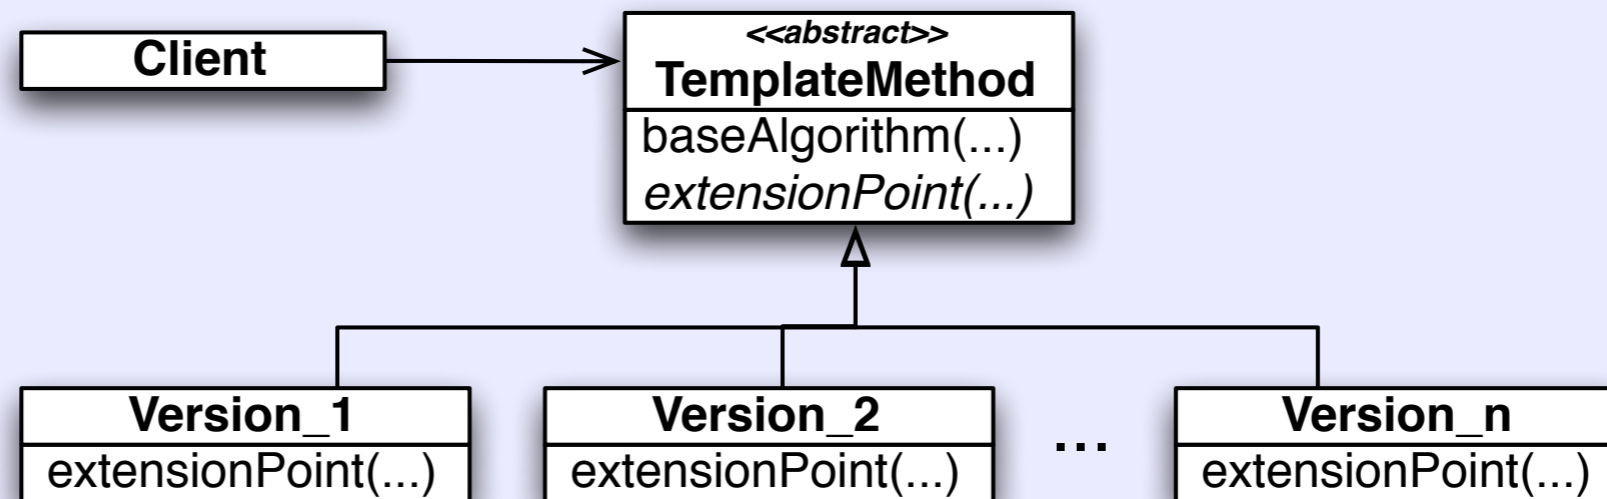 Client
<<abstract>>
TemplateMethod
baseAlgorithm(...)
extensionPoint(...)
Version_1
extensionPoint(...)
Version_2
extensionPoint(...)
...
Version_n
extensionPoint(...)